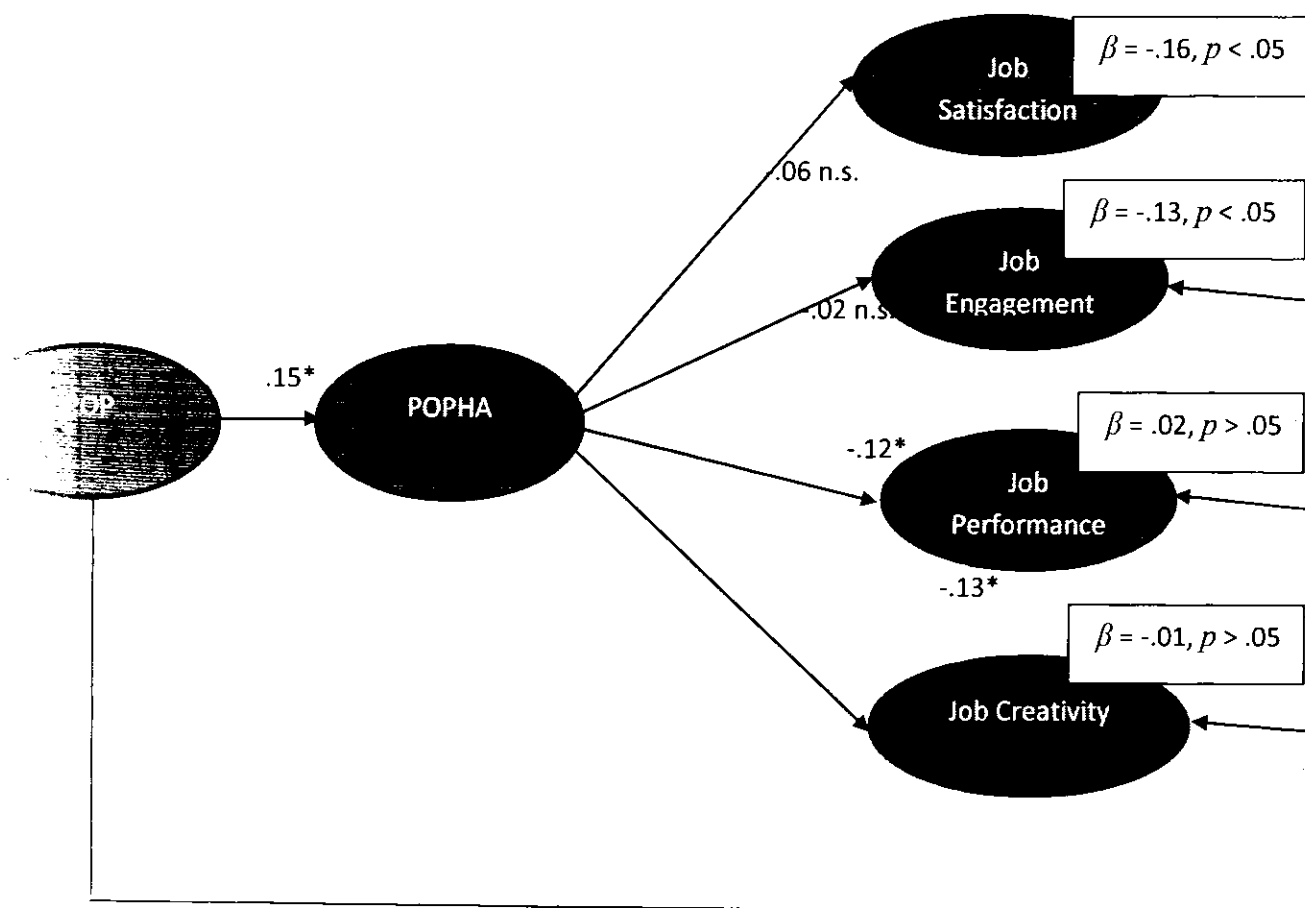 Job
Satisfaction
β = -.16, p < .05
-.06 n.s.
β = -.13, p < .05
Job
Engagement
-.02 n.s.
.15*
POPHA
β = .02, p > .05
-.12*
Job
Performance
-.13*
β = -.01, p > .05
Job Creativity